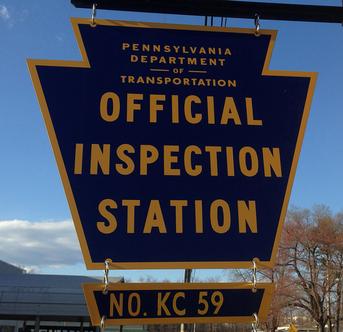 PENNSYLVANIA
DEPARTMENT
OF
TRANSPORTATION
OFFICIAL
INSPECTION
STATION
NO. KC 59